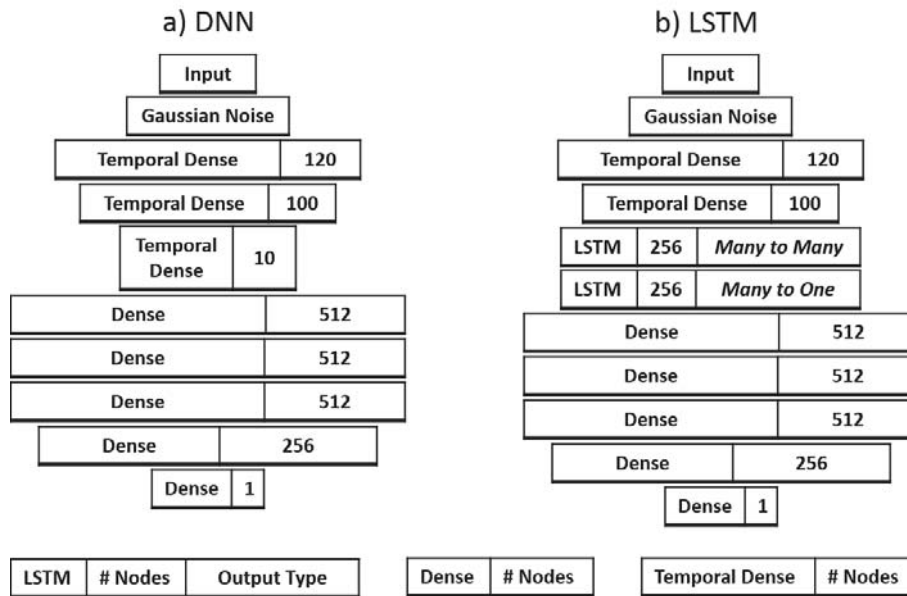 a) DNN
Input
Gaussian Noise
Temporal Dense 120
Temporal Dense 100
Temporal
Dense 10
Dense 512
Dense 512
Dense 512
Dense 256
Dense 1
b) LSTM
Input
Gaussian Noise
Temporal Dense 120
Temporal Dense 100
LSTM 256 Many to Many
LSTM 256 Many to One
Dense 512
Dense 512
Dense 512
Dense 256
Dense 1
LSTM # Nodes Output Type
Dense # Nodes
Temporal Dense # Nodes